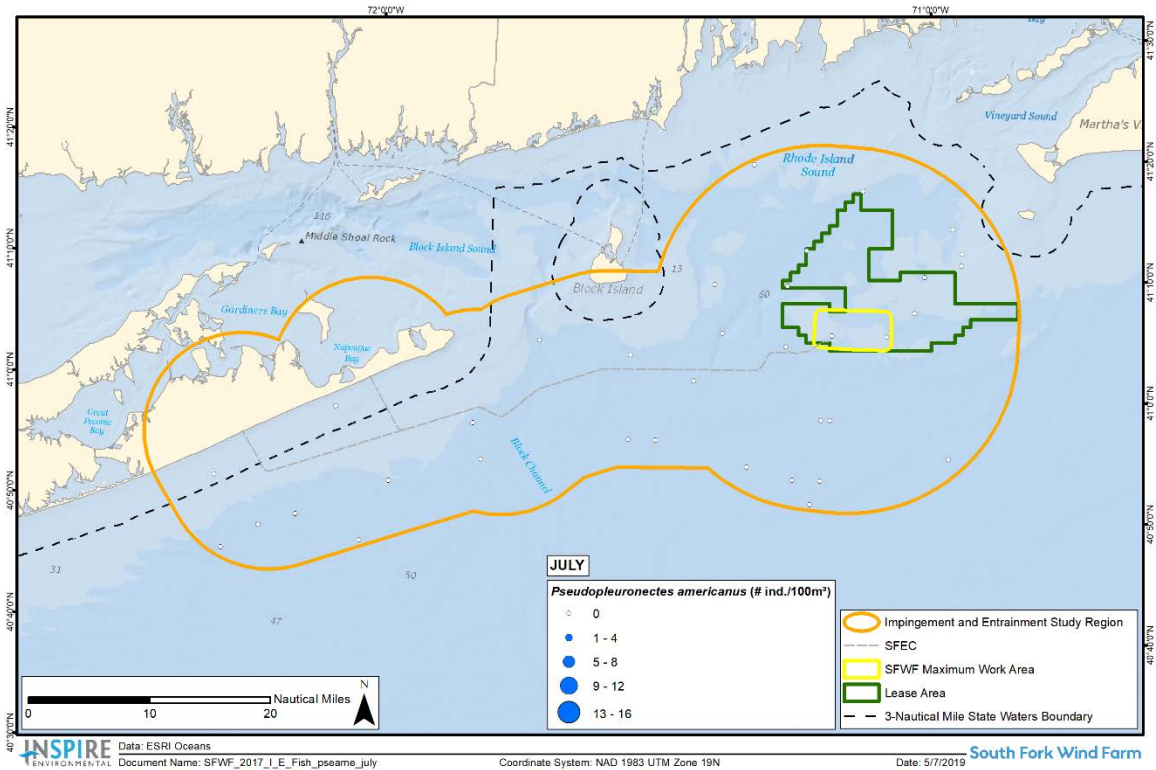 72°0'0"W
71°0'0"W
41°30'0"N
41°20'0"N
41°20'0"N
41°10'0"N
41°10'0"N
41°0'0"N
41°0'0"N
40°50'0"N
40°50'0"N
40°40'0"N
40°40'0"N
40°30'0"N
Bay
Vineyard Sound
Martha's V
Rhode Island
Sound
116
Middle Shoal Rock
Block Island Sound
13
Block Island
60
Gardiners Bay
Napeague
Bay
Great
Peconic
Bay
Block Channel
31
50
47
JULY
Pseudopleuronectes americanus (# ind./100m³)
0
1 - 4
5 - 8
9 - 12
13 - 16
Impingement and Entrainment Study Region
SFEC
SFWF Maximum Work Area
Lease Area
3-Nautical Mile State Waters Boundary
N
Nautical Miles
0 10 20
INSPIRE
ENVIRONMENTAL
Data: ESRI Oceans
Document Name: SFWF_2017_I_E_Fish_pseame_july
Coordinate System: NAD 1983 UTM Zone 19N
Date: 5/7/2019
South Fork Wind Farm